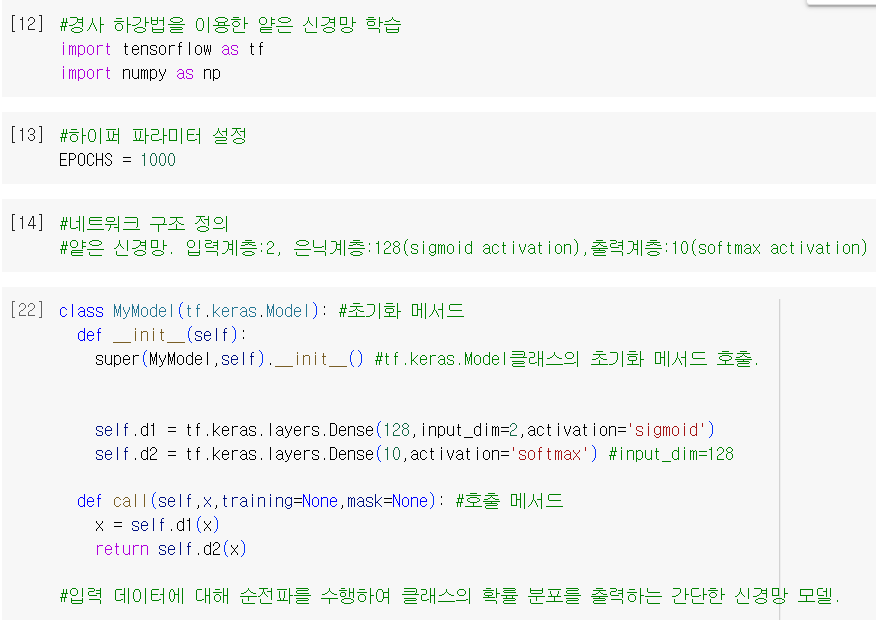 [12] #경사 하강법을 이용한 얕은 신경망 학습
import tensorflow as tf
import numpy as np
[13] #하이퍼 파라미터 설정
EPOCHS = 1000
[14] #네트워크 구조 정의
#얕은 신경망. 입력계층:2, 은닉계층:128(sigmoid activation),출력계층:10(softmax activation)
[22] class MyModel(tf.keras.Model): #초기화 메서드
def __init__(self):
super(MyModel,self).__init__() #tf.keras.Model클래스의 초기화 메서드 호출.
self.d1 = tf.keras.layers.Dense(128,input_dim=2,activation='sigmoid')
self.d2 = tf.keras.layers.Dense(10,activation='softmax') #input_dim=128
def call(self,x,training=None,mask=None): #호출 메서드
x = self.d1(x)
return self.d2(x)
#입력 데이터에 대해 순전파를 수행하여 클래스의 확률 분포를 출력하는 간단한 신경망 모델.